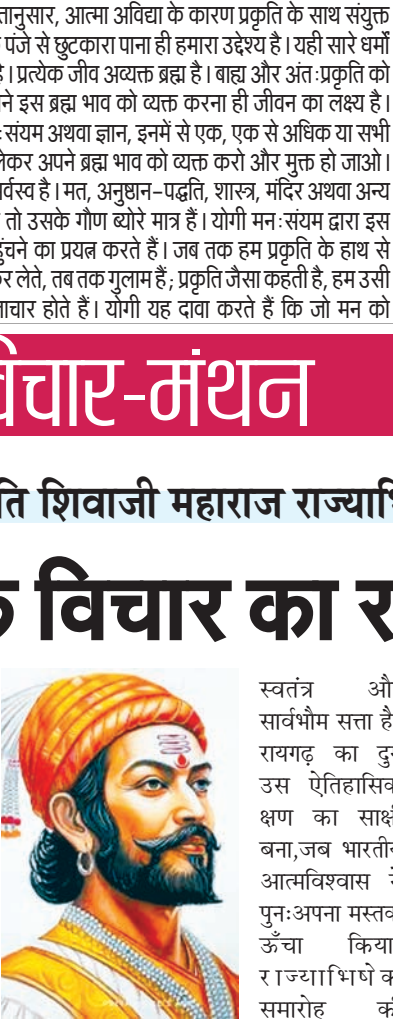 तानुसार, आत्मा अविद्या के कारण प्रकृति के साथ संयुक्त
पंजे से छुटकारा पाना ही हमारा उद्देश्य है। यही सारे धर्मों
है। प्रत्येक जीव अव्यक्त ब्रह्म है। बाह्य और अंतःप्रकृति को
इस ब्रह्म भाव को व्यक्त करना ही जीवन का लक्ष्य है।
संयम अथवा ज्ञान, इनमें से एक, एक से अधिक या सभी
लेकर अपने ब्रह्म भाव को व्यक्त करो और मुक्त हो जाओ।
र्वस्व है। मत, अनुष्ठान-पद्धति, शास्त्र, मंदिर अथवा अन्य
तो उसके गौण ब्योरे मात्र हैं। योगी मनःसंयम द्वारा इस
हुंचने का प्रयत्न करते हैं। जब तक हम प्रकृति के हाथ से
लेते, तब तक गुलाम हैं; प्रकृति जैसा कहती है, हम उसी
लाचार होते हैं। योगी यह दावा करते हैं कि जो मन को
विचार-मंथन
ति शिवाजी महाराज राज्याभि
विचार का र
स्वतंत्र औ
सार्वभौम सत्ता है
रायगढ़ का दु
उस ऐतिहासिक
क्षण का साक्ष
बना,जब भारतीय
आत्मविश्वास ने
पुनःअपना मस्तक
ऊँचा किया
राज्याभिषेक
समारोह की